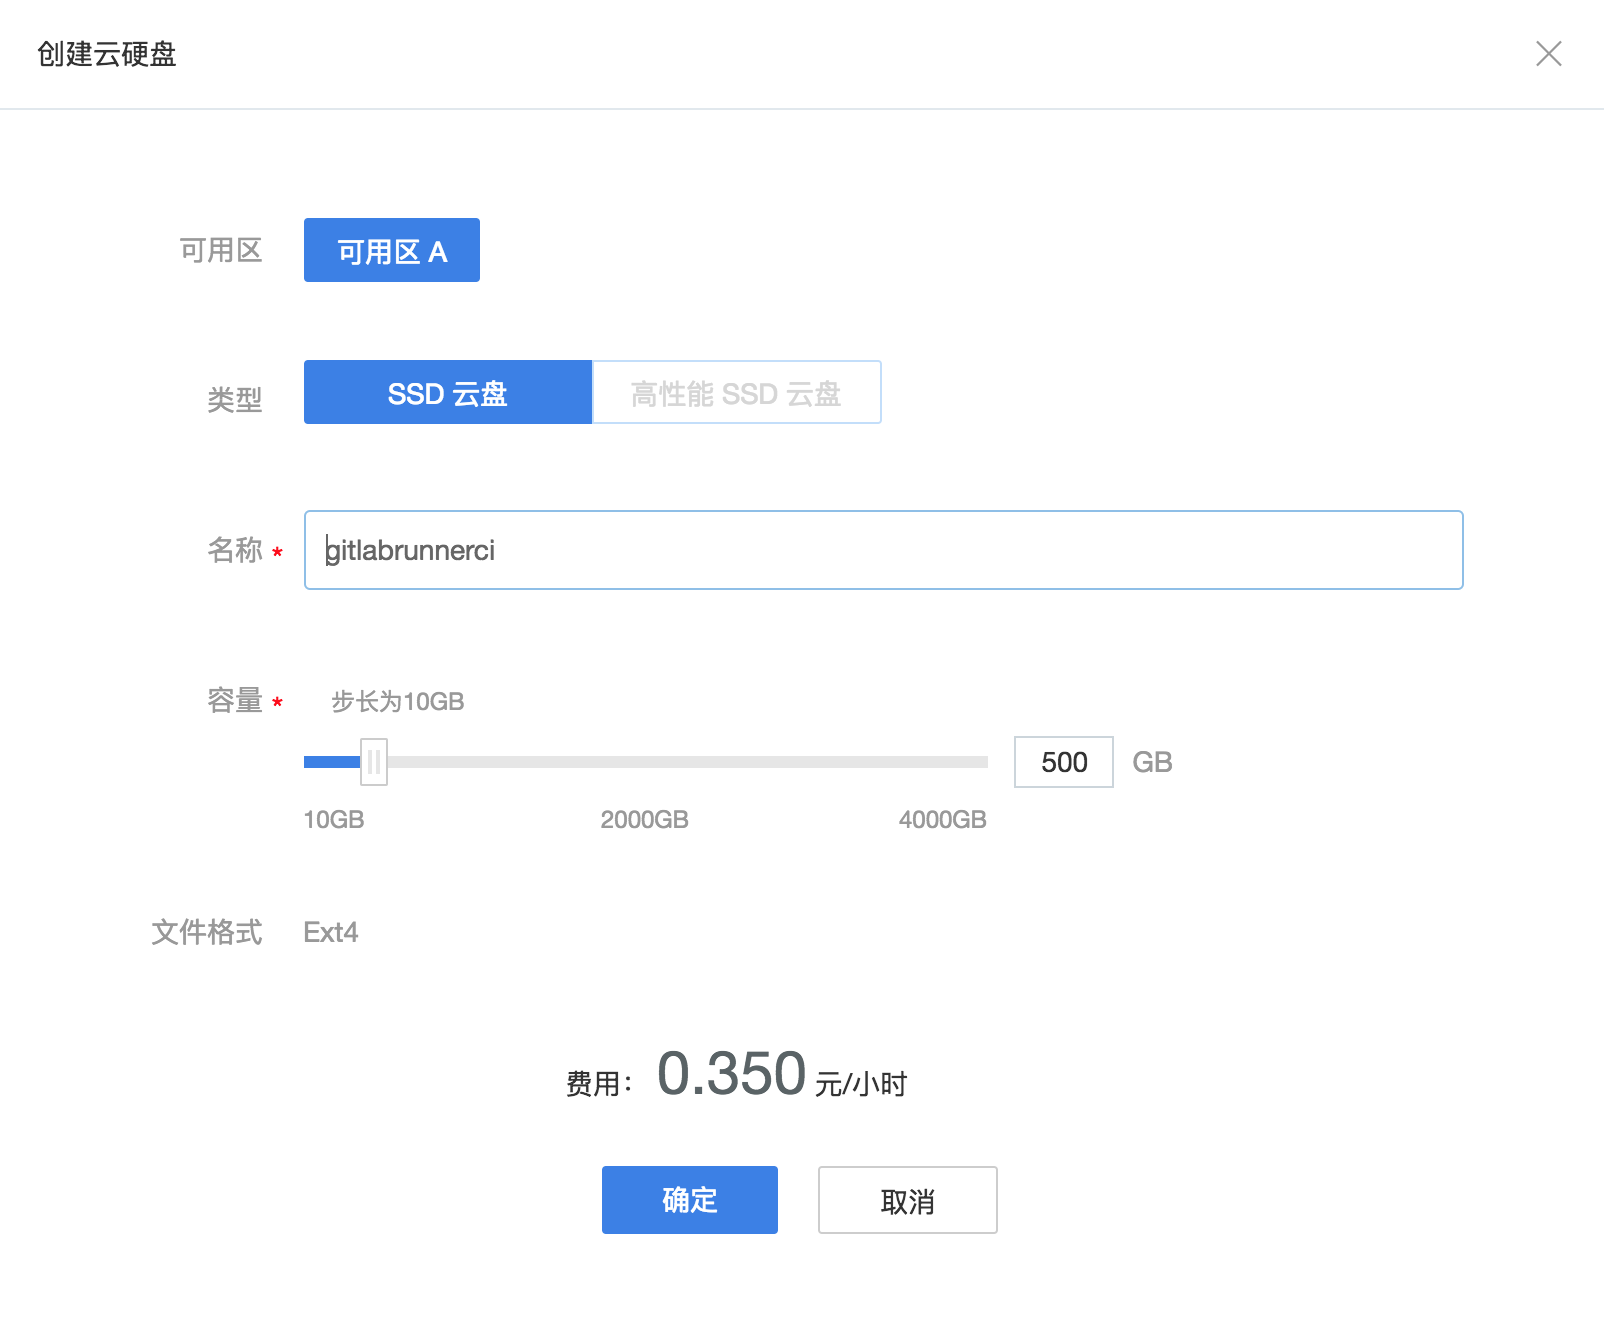 创建云硬盘
可用区 可用区 A
类型 SSD 云盘 高性能 SSD 云盘
名称 * gitlabrunnerci
容量 * 步长为10GB
500 GB
10GB 2000GB 4000GB
文件格式 Ext4
费用： 0.350 元/小时
确定 取消